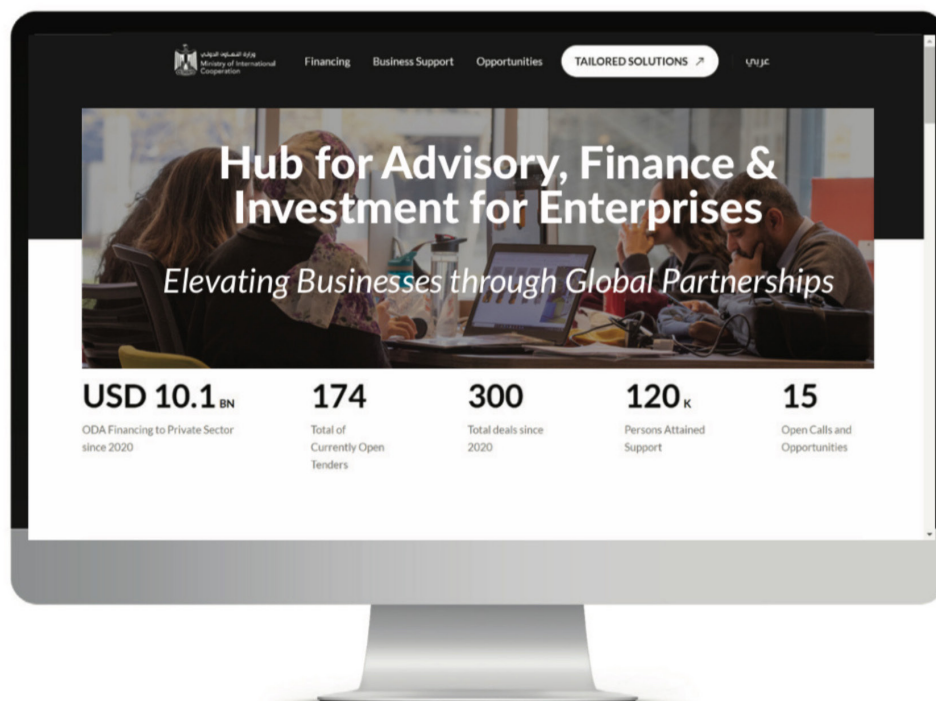 وزارة التعاون الدولي
Ministry of International
Cooperation
Financing
Business Support
Opportunities
TAILORED SOLUTIONS ↗
عربي
Hub for Advisory, Finance &
Investment for Enterprises
Elevating Businesses through Global Partnerships
USD 10.1 BN
ODA Financing to Private Sector
since 2020
174
Total of
Currently Open
Tenders
300
Total deals since
2020
120 K
Persons Attained
Support
15
Open Calls and
Opportunities